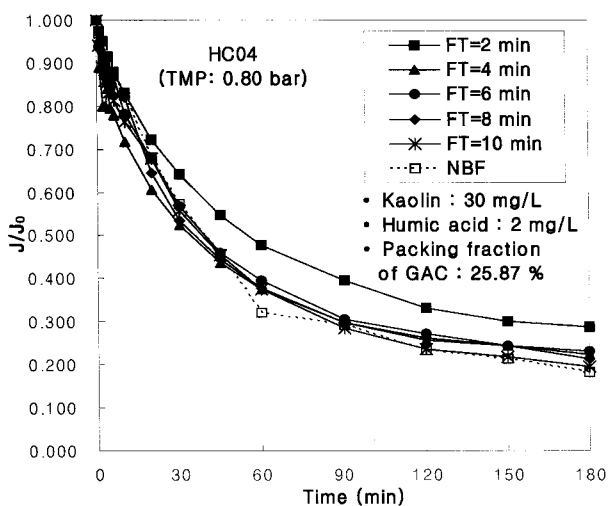 1.000
0.900
0.800
0.700
0.600
0.500
0.400
0.300
0.200
0.100
0.000
J/J₀
HC04
(TMP: 0.80 bar)
FT=2 min
FT=4 min
FT=6 min
FT=8 min
FT=10 min
NBF
• Kaolin : 30 mg/L
• Humic acid : 2 mg/L
• Packing fraction
of GAC : 25.87 %
0 30 60 90 120 150 180
Time (min)